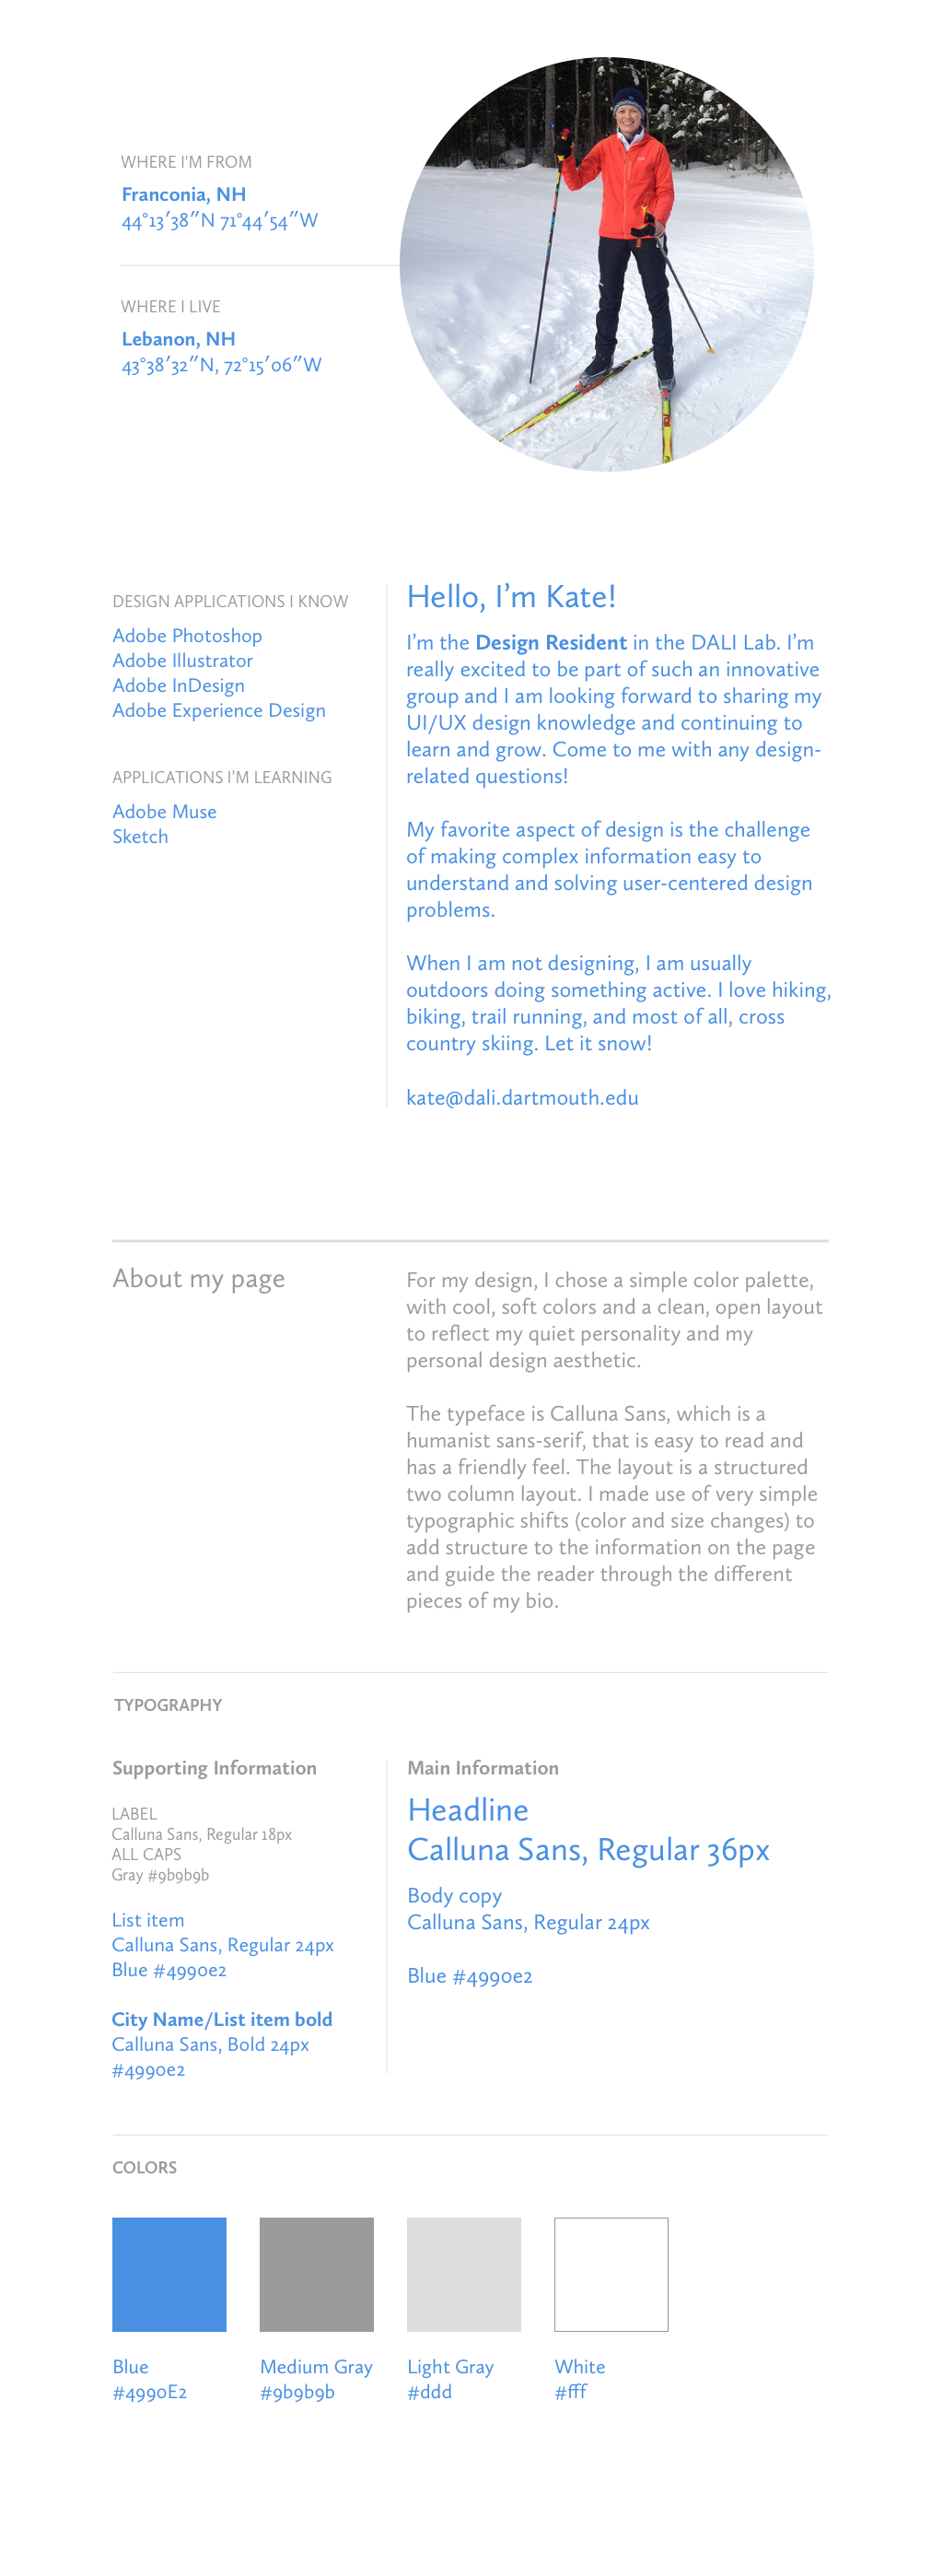 WHERE I'M FROM
Franconia, NH
44°13′38″N 71°44′54″W
WHERE I LIVE
Lebanon, NH
43°38′32″N, 72°15′06″W
DESIGN APPLICATIONS I KNOW
Adobe Photoshop
Adobe Illustrator
Adobe InDesign
Adobe Experience Design
APPLICATIONS I’M LEARNING
Adobe Muse
Sketch
Hello, I’m Kate!
I’m the Design Resident in the DALI Lab. I’m
really excited to be part of such an innovative
group and I am looking forward to sharing my
UI/UX design knowledge and continuing to
learn and grow. Come to me with any design-
related questions!
My favorite aspect of design is the challenge
of making complex information easy to
understand and solving user-centered design
problems.
When I am not designing, I am usually
outdoors doing something active. I love hiking,
biking, trail running, and most of all, cross
country skiing. Let it snow!
kate@dali.dartmouth.edu
About my page
For my design, I chose a simple color palette,
with cool, soft colors and a clean, open layout
to reflect my quiet personality and my
personal design aesthetic.
The typeface is Calluna Sans, which is a
humanist sans-serif, that is easy to read and
has a friendly feel. The layout is a structured
two column layout. I made use of very simple
typographic shifts (color and size changes) to
add structure to the information on the page
and guide the reader through the different
pieces of my bio.
TYPOGRAPHY
Supporting Information
LABEL
Calluna Sans, Regular 18px
ALL CAPS
Gray #9b9b9b
List item
Calluna Sans, Regular 24px
Blue #4990e2
City Name/List item bold
Calluna Sans, Bold 24px
#4990e2
Main Information
Headline
Calluna Sans, Regular 36px
Body copy
Calluna Sans, Regular 24px
Blue #4990e2
COLORS
Blue
#4990E2
Medium Gray
#9b9b9b
Light Gray
#ddd
White
#fff